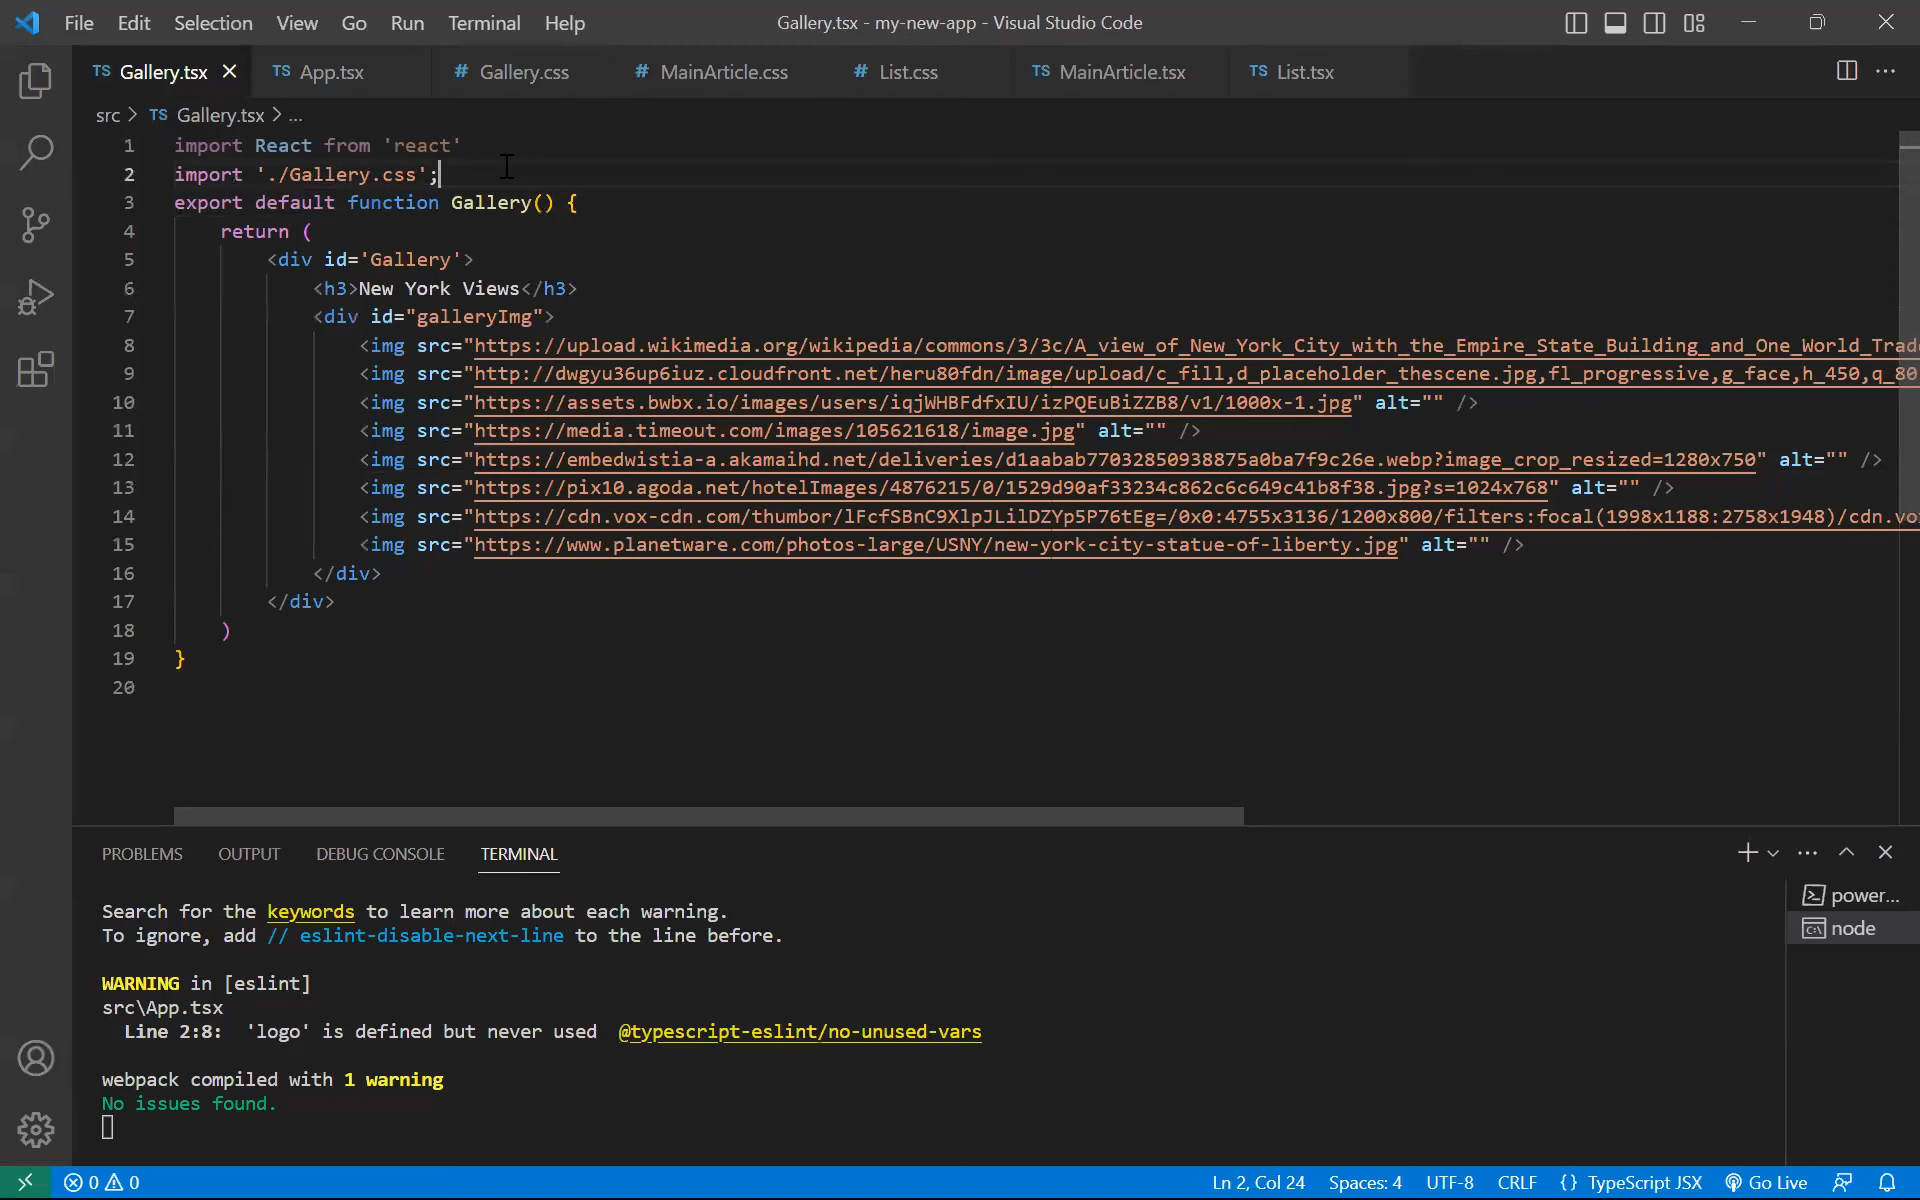 File Edit Selection View Go Run Terminal Help Gallery.tsx - my-new-app - Visual Studio Code
TS Gallery.tsx TS App.tsx # Gallery.css # MainArticle.css # List.css TS MainArticle.tsx TS List.tsx ...
src > TS Gallery.tsx > ...
1 import React from 'react'
2 import './Gallery.css';
3 export default function Gallery() {
4 return (
5 <div id='Gallery'>
6 <h3>New York Views</h3>
7 <div id="galleryImg">
8 <img src="https://upload.wikimedia.org/wikipedia/commons/3/3c/A_view_of_New_York_City_with_the_Empire_State_Building_and_One_World_Trad
9 <img src="http://dwgyu36up6iuz.cloudfront.net/heru80fdn/image/upload/c_fill,d_placeholder_thescene.jpg,fl_progressive,g_face,h_450,q_80
10 <img src="https://assets.bwbx.io/images/users/iqjWHBFdfxIU/izPQEuBiZZB8/v1/1000x-1.jpg" alt="" />
11 <img src="https://media.timeout.com/images/105621618/image.jpg" alt="" />
12 <img src="https://embedwistia-a.akamaihd.net/deliveries/d1aabab77032850938875a0ba7f9c26e.webp?image_crop_resized=1280x750" alt="" />
13 <img src="https://pix10.agoda.net/hotelImages/4876215/0/1529d90af33234c862c6c649c41b8f38.jpg?s=1024x768" alt="" />
14 <img src="https://cdn.vox-cdn.com/thumbor/lFcfSBnC9XlpJLilDZYp5P76tEg=/0x0:4755x3136/1200x800/filters:focal(1998x1188:2758x1948)/cdn.vo
15 <img src="https://www.planetware.com/photos-large/USNY/new-york-city-statue-of-liberty.jpg" alt="" />
16 </div>
17 </div>
18 )
19 }
20
PROBLEMS OUTPUT DEBUG CONSOLE TERMINAL
Search for the keywords to learn more about each warning.
To ignore, add // eslint-disable-next-line to the line before.
WARNING in [eslint]
src\App.tsx
Line 2:8: 'logo' is defined but never used @typescript-eslint/no-unused-vars
webpack compiled with 1 warning
No issues found.
power...
node
0 0 Ln 2, Col 24 Spaces: 4 UTF-8 CRLF {} TypeScript JSX Go Live